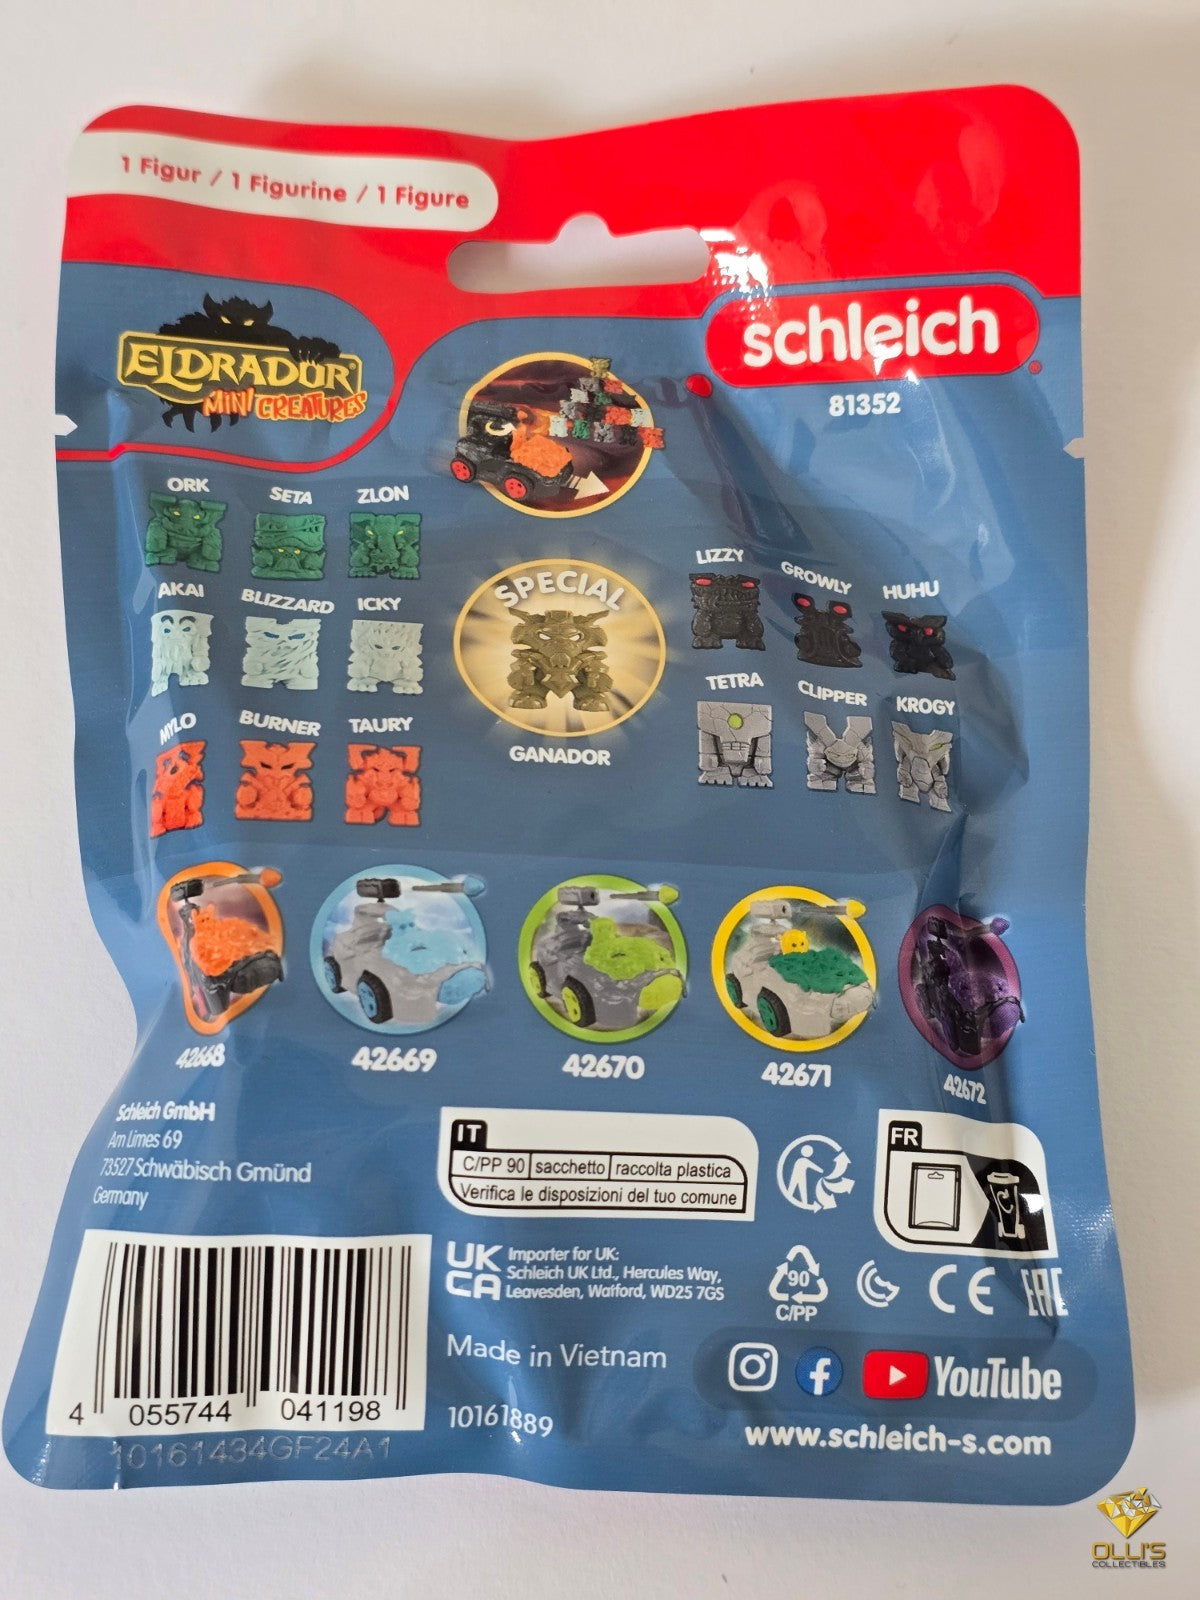 1 Figur / 1 Figurine / 1 Figure
ELDRADOR
MINI CREATURES
schleich
81352
ORK
SETA
ZLON
AKAI
BLIZZARD
ICKY
MYLO
BURNER
TAURY
SPECIAL
GANADOR
LIZZY
GROWLY
HUHU
TETRA
CLIPPER
KROGY
42668
42669
42670
42671
42672
Schleich GmbH
Am Limes 69
73527 Schwäbisch Gmünd
Germany
IT
C/PP 90 sacchetto raccolta plastica
Verifica le disposizioni del tuo comune
FR
UK
CA
Importer for UK:
Schleich UK Ltd., Hercules Way,
Leavesden, Watford, WD25 7GS
90
C/PP
CE
EAC
Made in Vietnam
10161889
YouTube
www.schleich-s.com
4 055744 041198
10161434GF24A1
OLLI'S
COLLECTIBLES